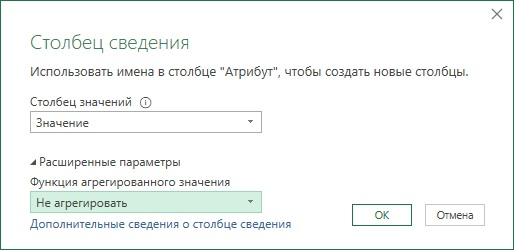 Столбец сведения
Использовать имена в столбце "Атрибут", чтобы создать новые столбцы.
Столбец значений
Значение
Расширенные параметры
Функция агрегированного значения
Не агрегировать
Дополнительные сведения о столбце сведения
ОК
Отмена